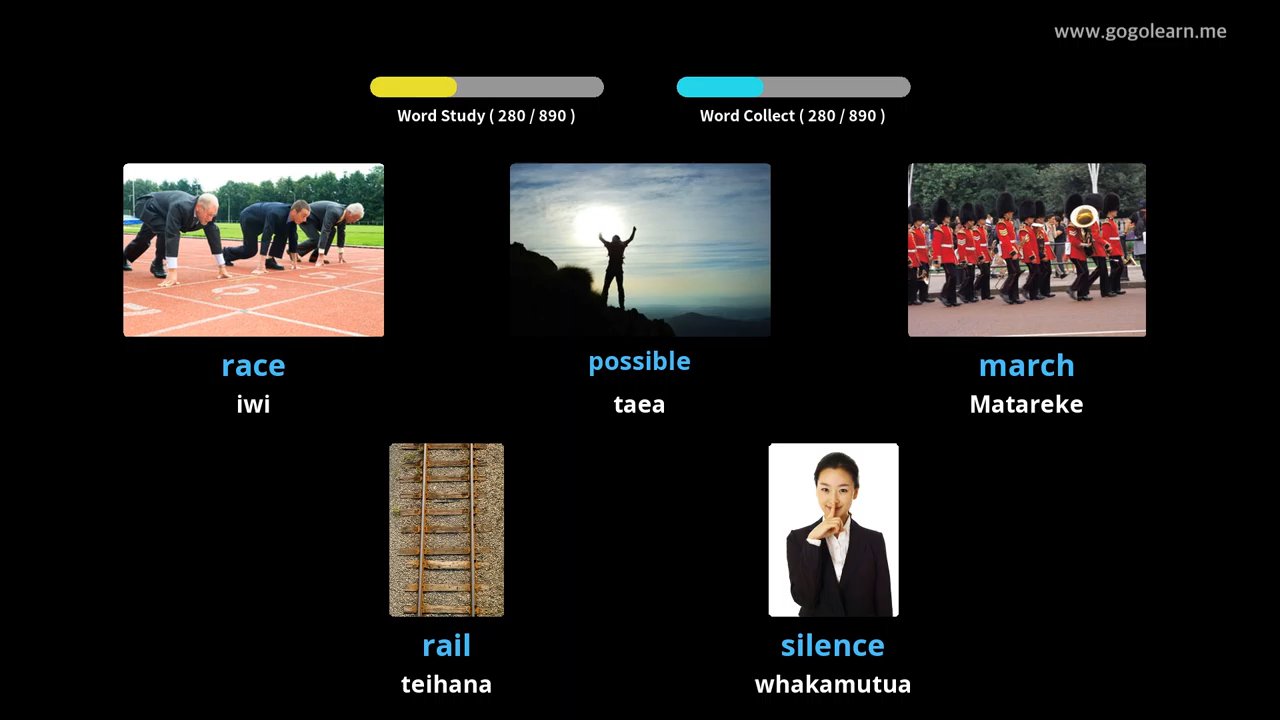 www.gogolearn.me
Word Study ( 280 / 890 )
Word Collect ( 280 / 890 )
race
iwi
possible
taea
march
Matareke
rail
teihana
silence
whakamutua